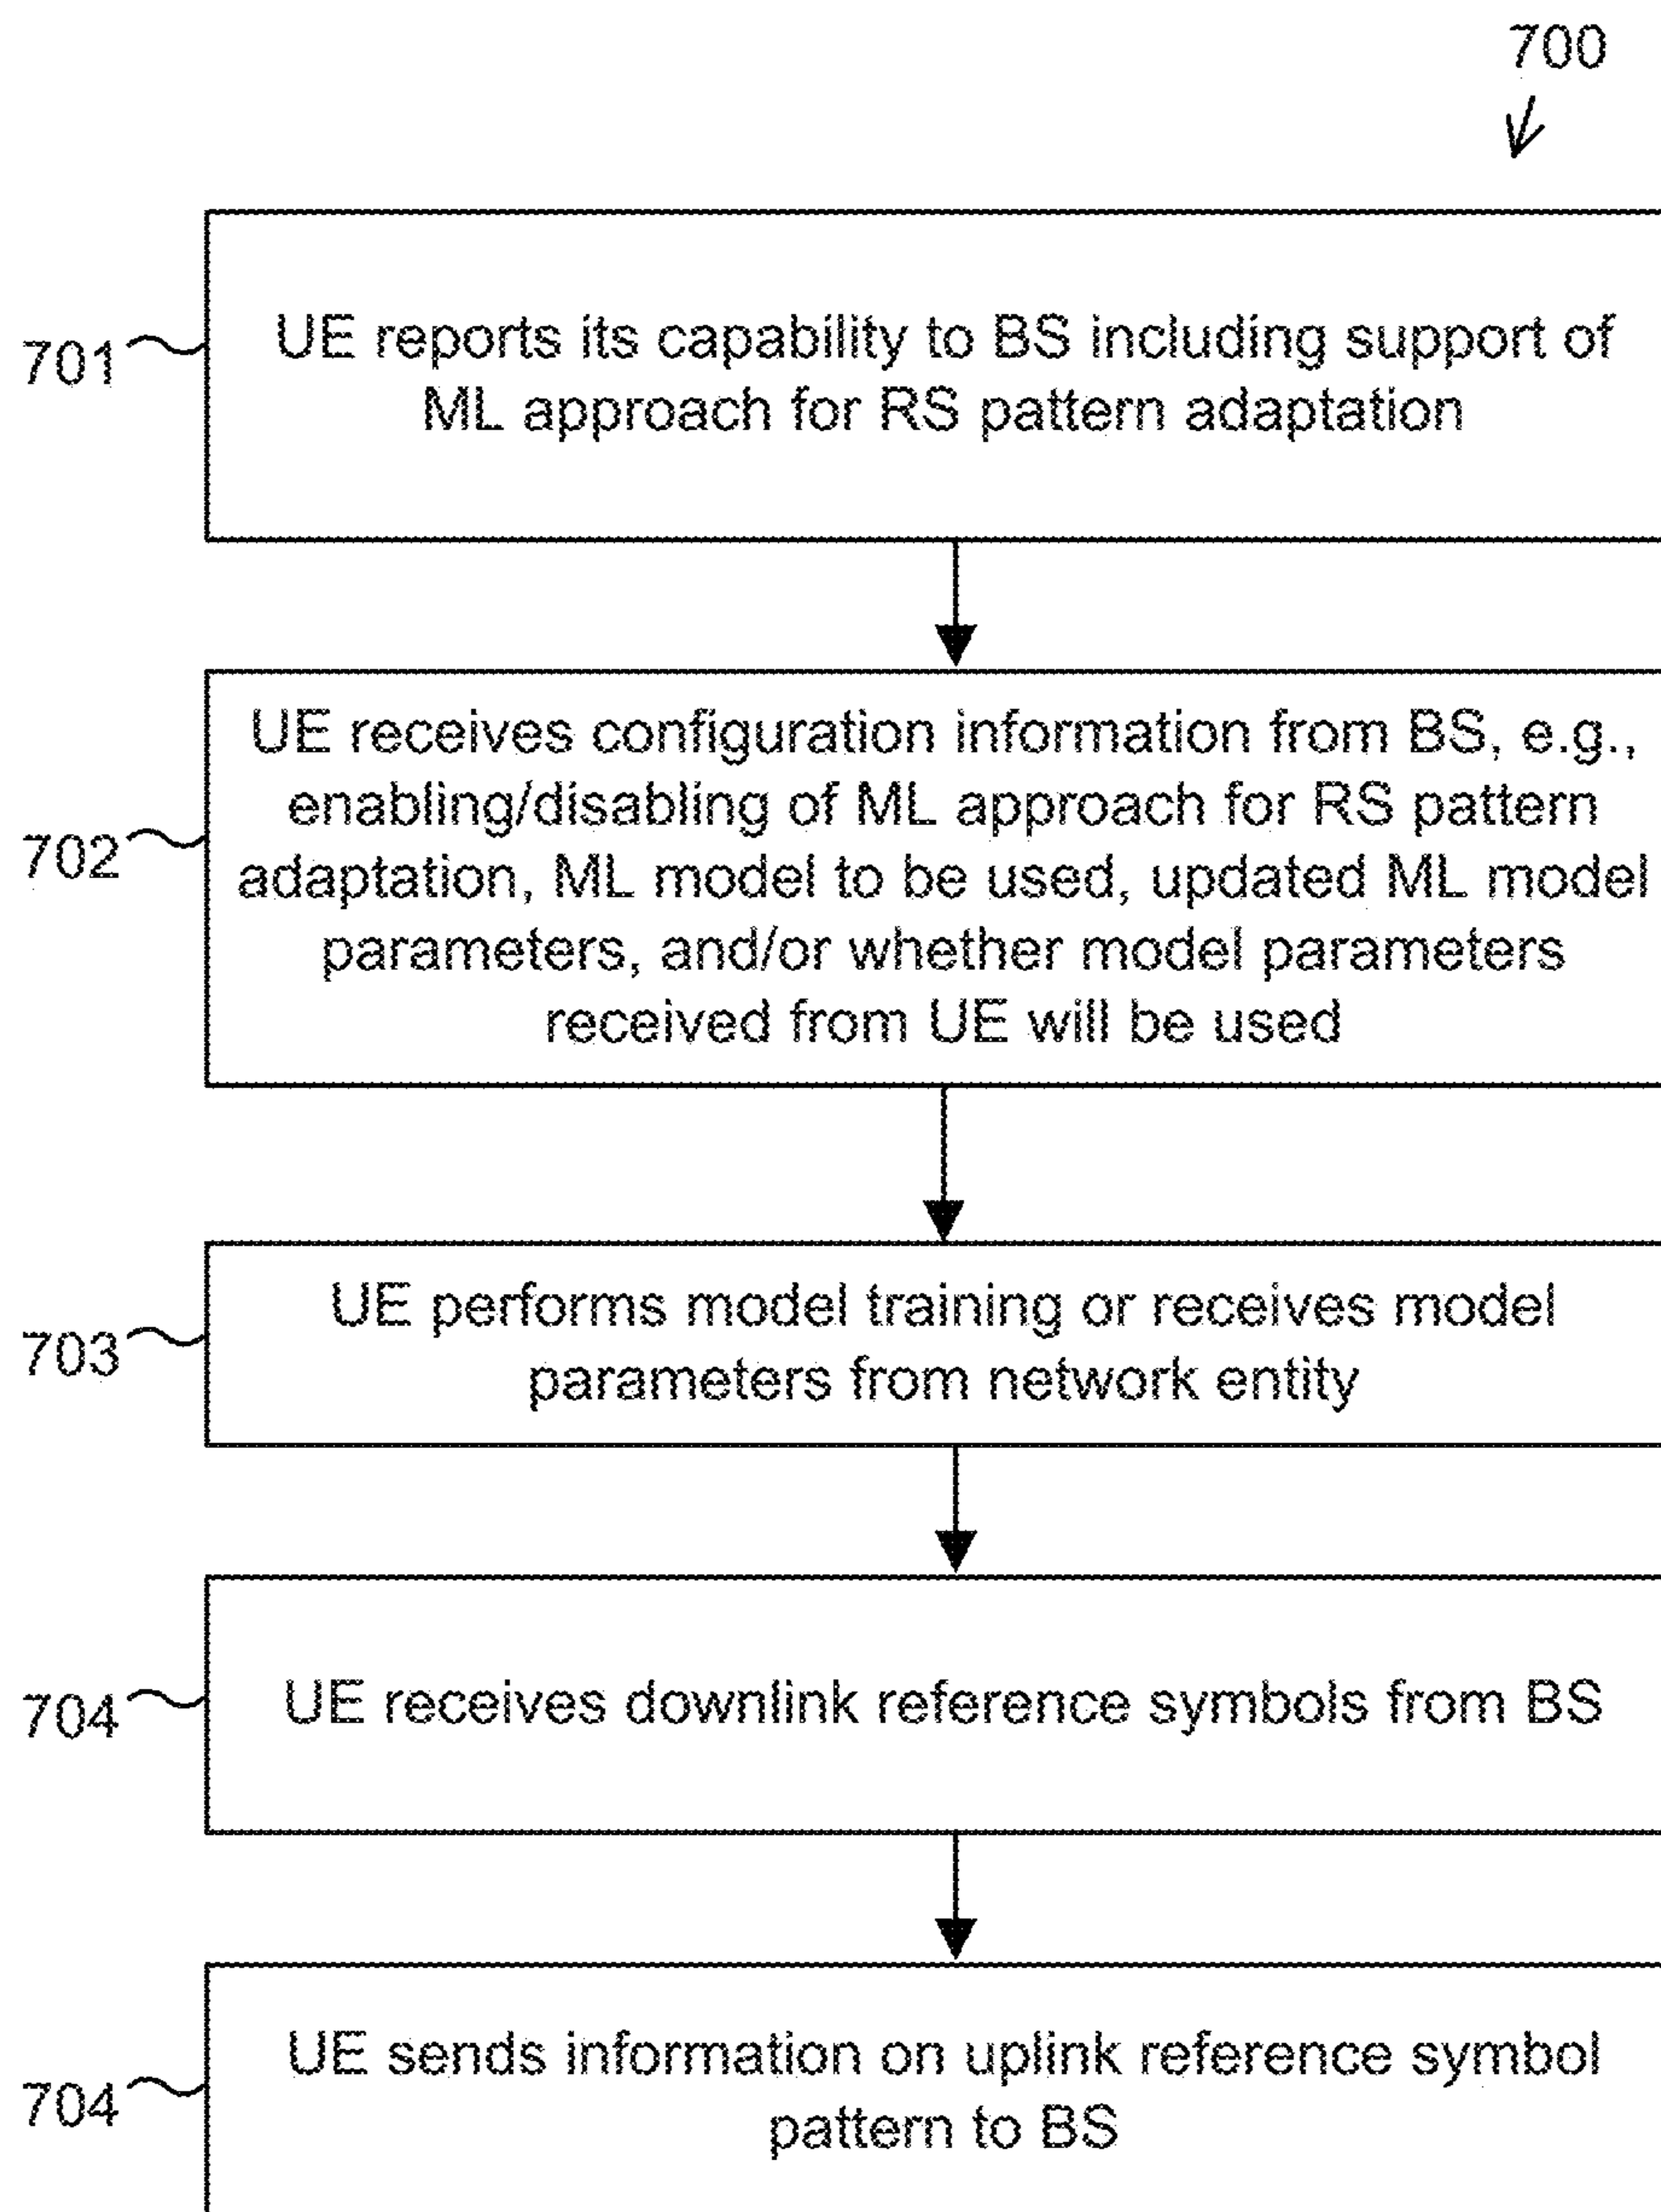 700
701
UE reports its capability to BS including support of
ML approach for RS pattern adaptation
702
UE receives configuration information from BS, e.g.,
enabling/disabling of ML approach for RS pattern
adaptation, ML model to be used, updated ML model
parameters, and/or whether model parameters
received from UE will be used
703
UE performs model training or receives model
parameters from network entity
704
UE receives downlink reference symbols from BS
704
UE sends information on uplink reference symbol
pattern to BS